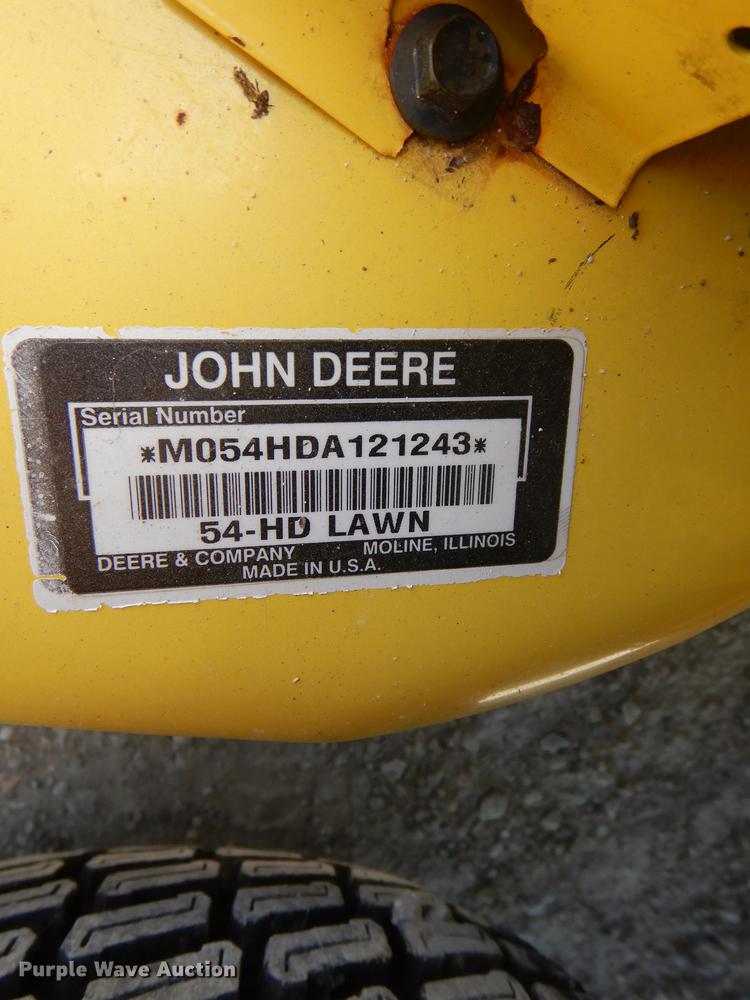 JOHN DEERE
Serial Number
*M054HDA121243*
54-HD LAWN
DEERE & COMPANY MOLINE, ILLINOIS
MADE IN U.S.A.
Purple Wave Auction